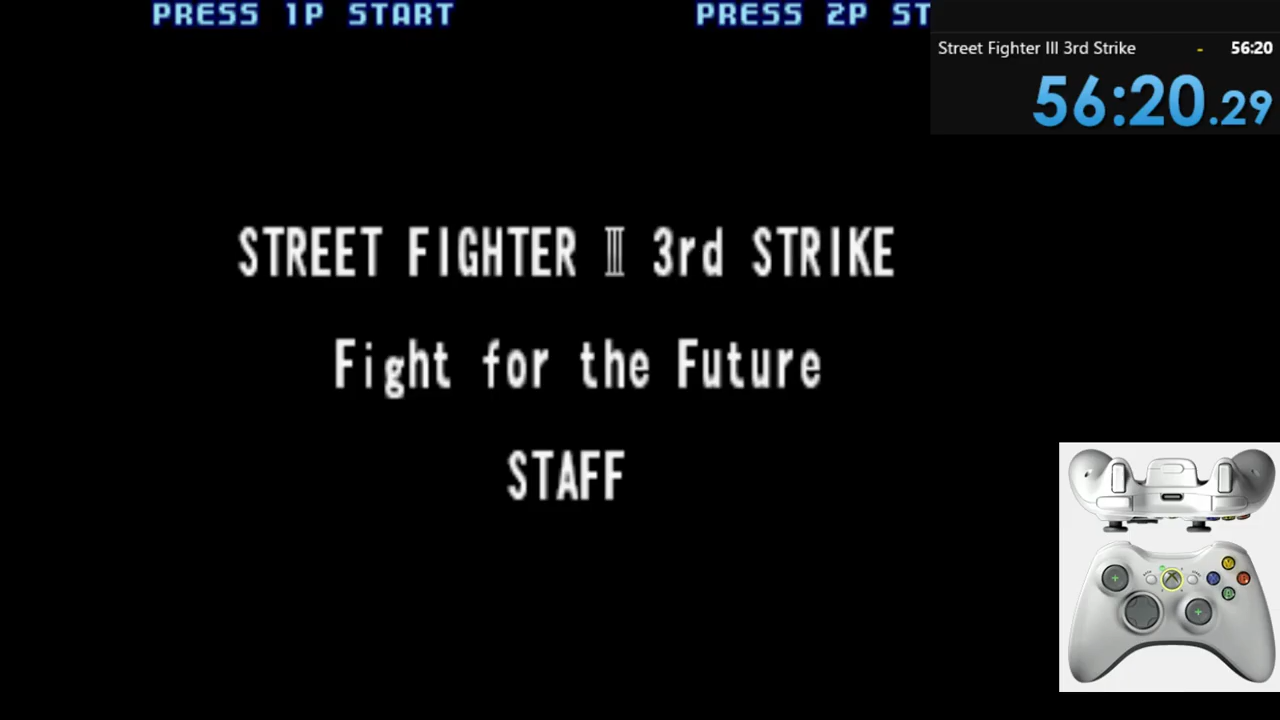 PRESS 1P START
PRESS 2P ST
Street Fighter III 3rd Strike - 56:20
56:20.29
STREET FIGHTER III 3rd STRIKE
Fight for the Future
STAFF